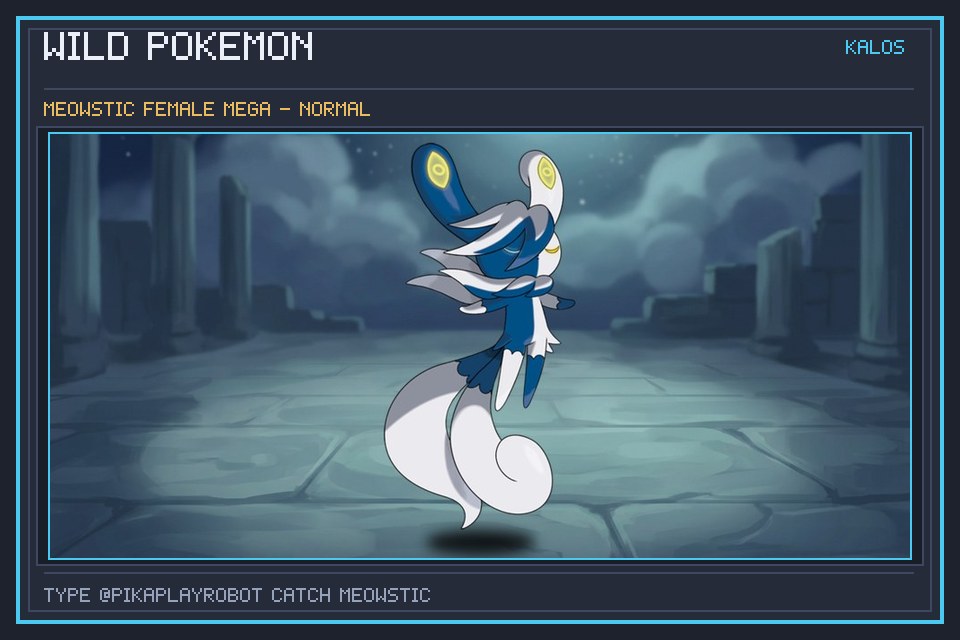 WILD POKEMON
KALOS
MEOWSTIC FEMALE MEGA - NORMAL
TYPE @PIKAPLAYROBOT CATCH MEOWSTIC